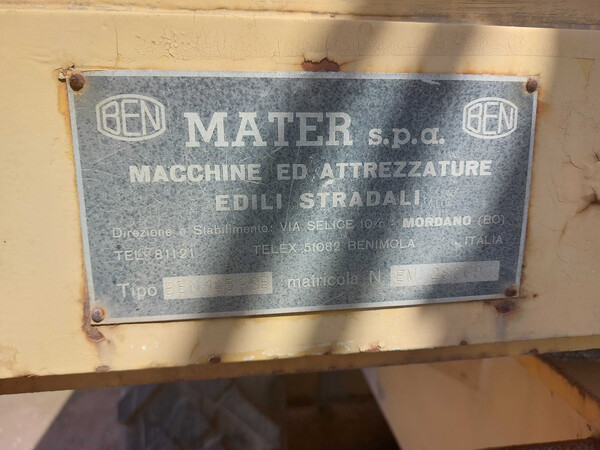 BEN MATER s.p.a. BEN
MACCHINE ED ATTREZZATURE
EDILI STRADALI
Direzione e Stabilimento: VIA SELICE 10/6 - MORDANO (BO)
TEL. 81121 TELEX 51082 BENIMOLA - ITALIA
Tipo matricola N.